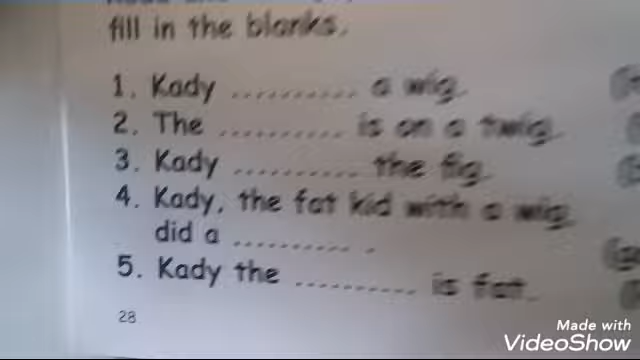 fill in the blanks.
1. Kady .......... a wig.
2. The .......... is on a twig.
3. Kady .......... the fig.
4. Kady, the fat kid with a wig
did a .......... .
5. Kady the .......... is fat.
28
Made with
VideoShow